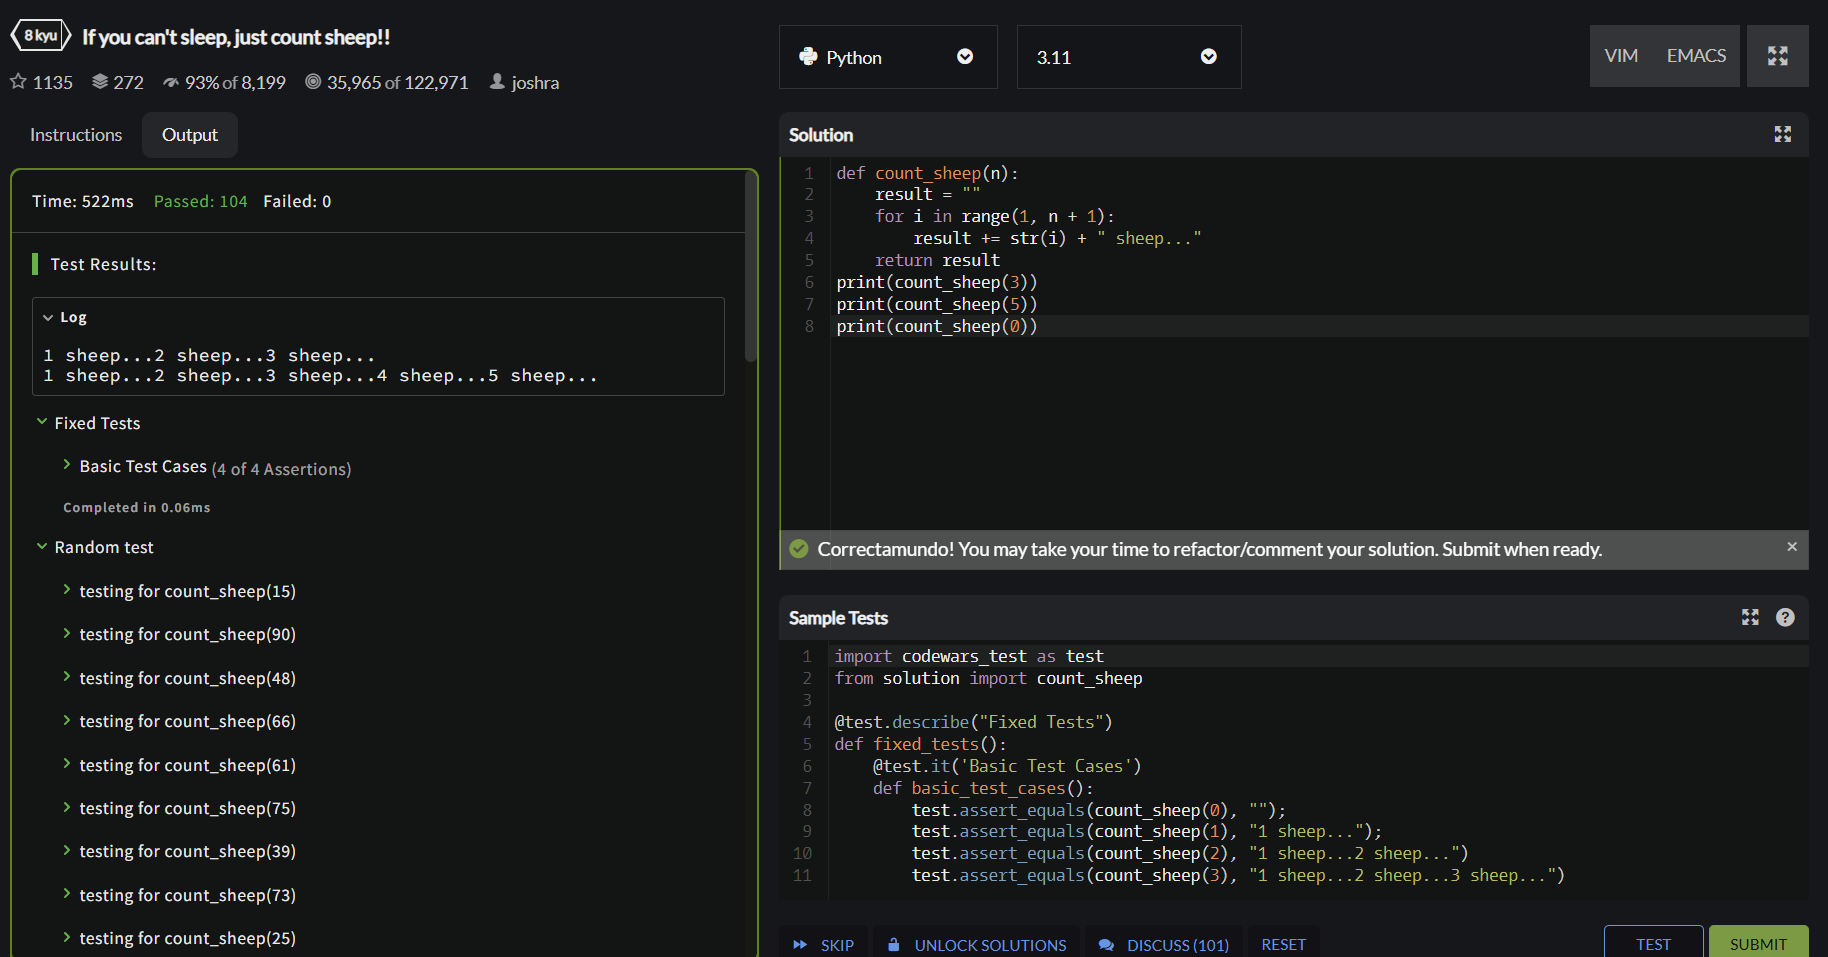 8 kyu If you can't sleep, just count sheep!!
1135 272 93% of 8,199 35,965 of 122,971 joshra
Python
3.11
VIM EMACS
Instructions Output
Time: 522ms Passed: 104 Failed: 0
Test Results:
Log
1 sheep...2 sheep...3 sheep...
1 sheep...2 sheep...3 sheep...4 sheep...5 sheep...
Fixed Tests
Basic Test Cases (4 of 4 Assertions)
Completed in 0.06ms
Random test
testing for count_sheep(15)
testing for count_sheep(90)
testing for count_sheep(48)
testing for count_sheep(66)
testing for count_sheep(61)
testing for count_sheep(75)
testing for count_sheep(39)
testing for count_sheep(73)
testing for count_sheep(25)
Solution
1 def count_sheep(n):
2     result = ""
3     for i in range(1, n + 1):
4         result += str(i) + " sheep..."
5     return result
6 print(count_sheep(3))
7 print(count_sheep(5))
8 print(count_sheep(0))
Correctamundo! You may take your time to refactor/comment your solution. Submit when ready. ×
Sample Tests ?
1 import codewars_test as test
2 from solution import count_sheep
3
4 @test.describe("Fixed Tests")
5 def fixed_tests():
6     @test.it('Basic Test Cases')
7     def basic_test_cases():
8         test.assert_equals(count_sheep(0), "");
9         test.assert_equals(count_sheep(1), "1 sheep...");
10         test.assert_equals(count_sheep(2), "1 sheep...2 sheep...")
11         test.assert_equals(count_sheep(3), "1 sheep...2 sheep...3 sheep...")
SKIP UNLOCK SOLUTIONS DISCUSS (101) RESET TEST SUBMIT